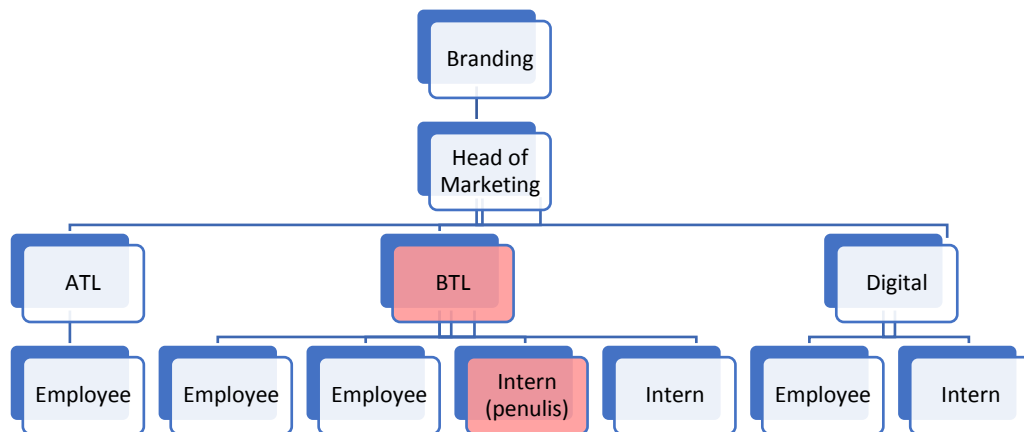 Branding
Head of
Marketing
ATL
BTL
Digital
Employee
Employee
Employee
Intern
(penulis)
Intern
Employee
Intern